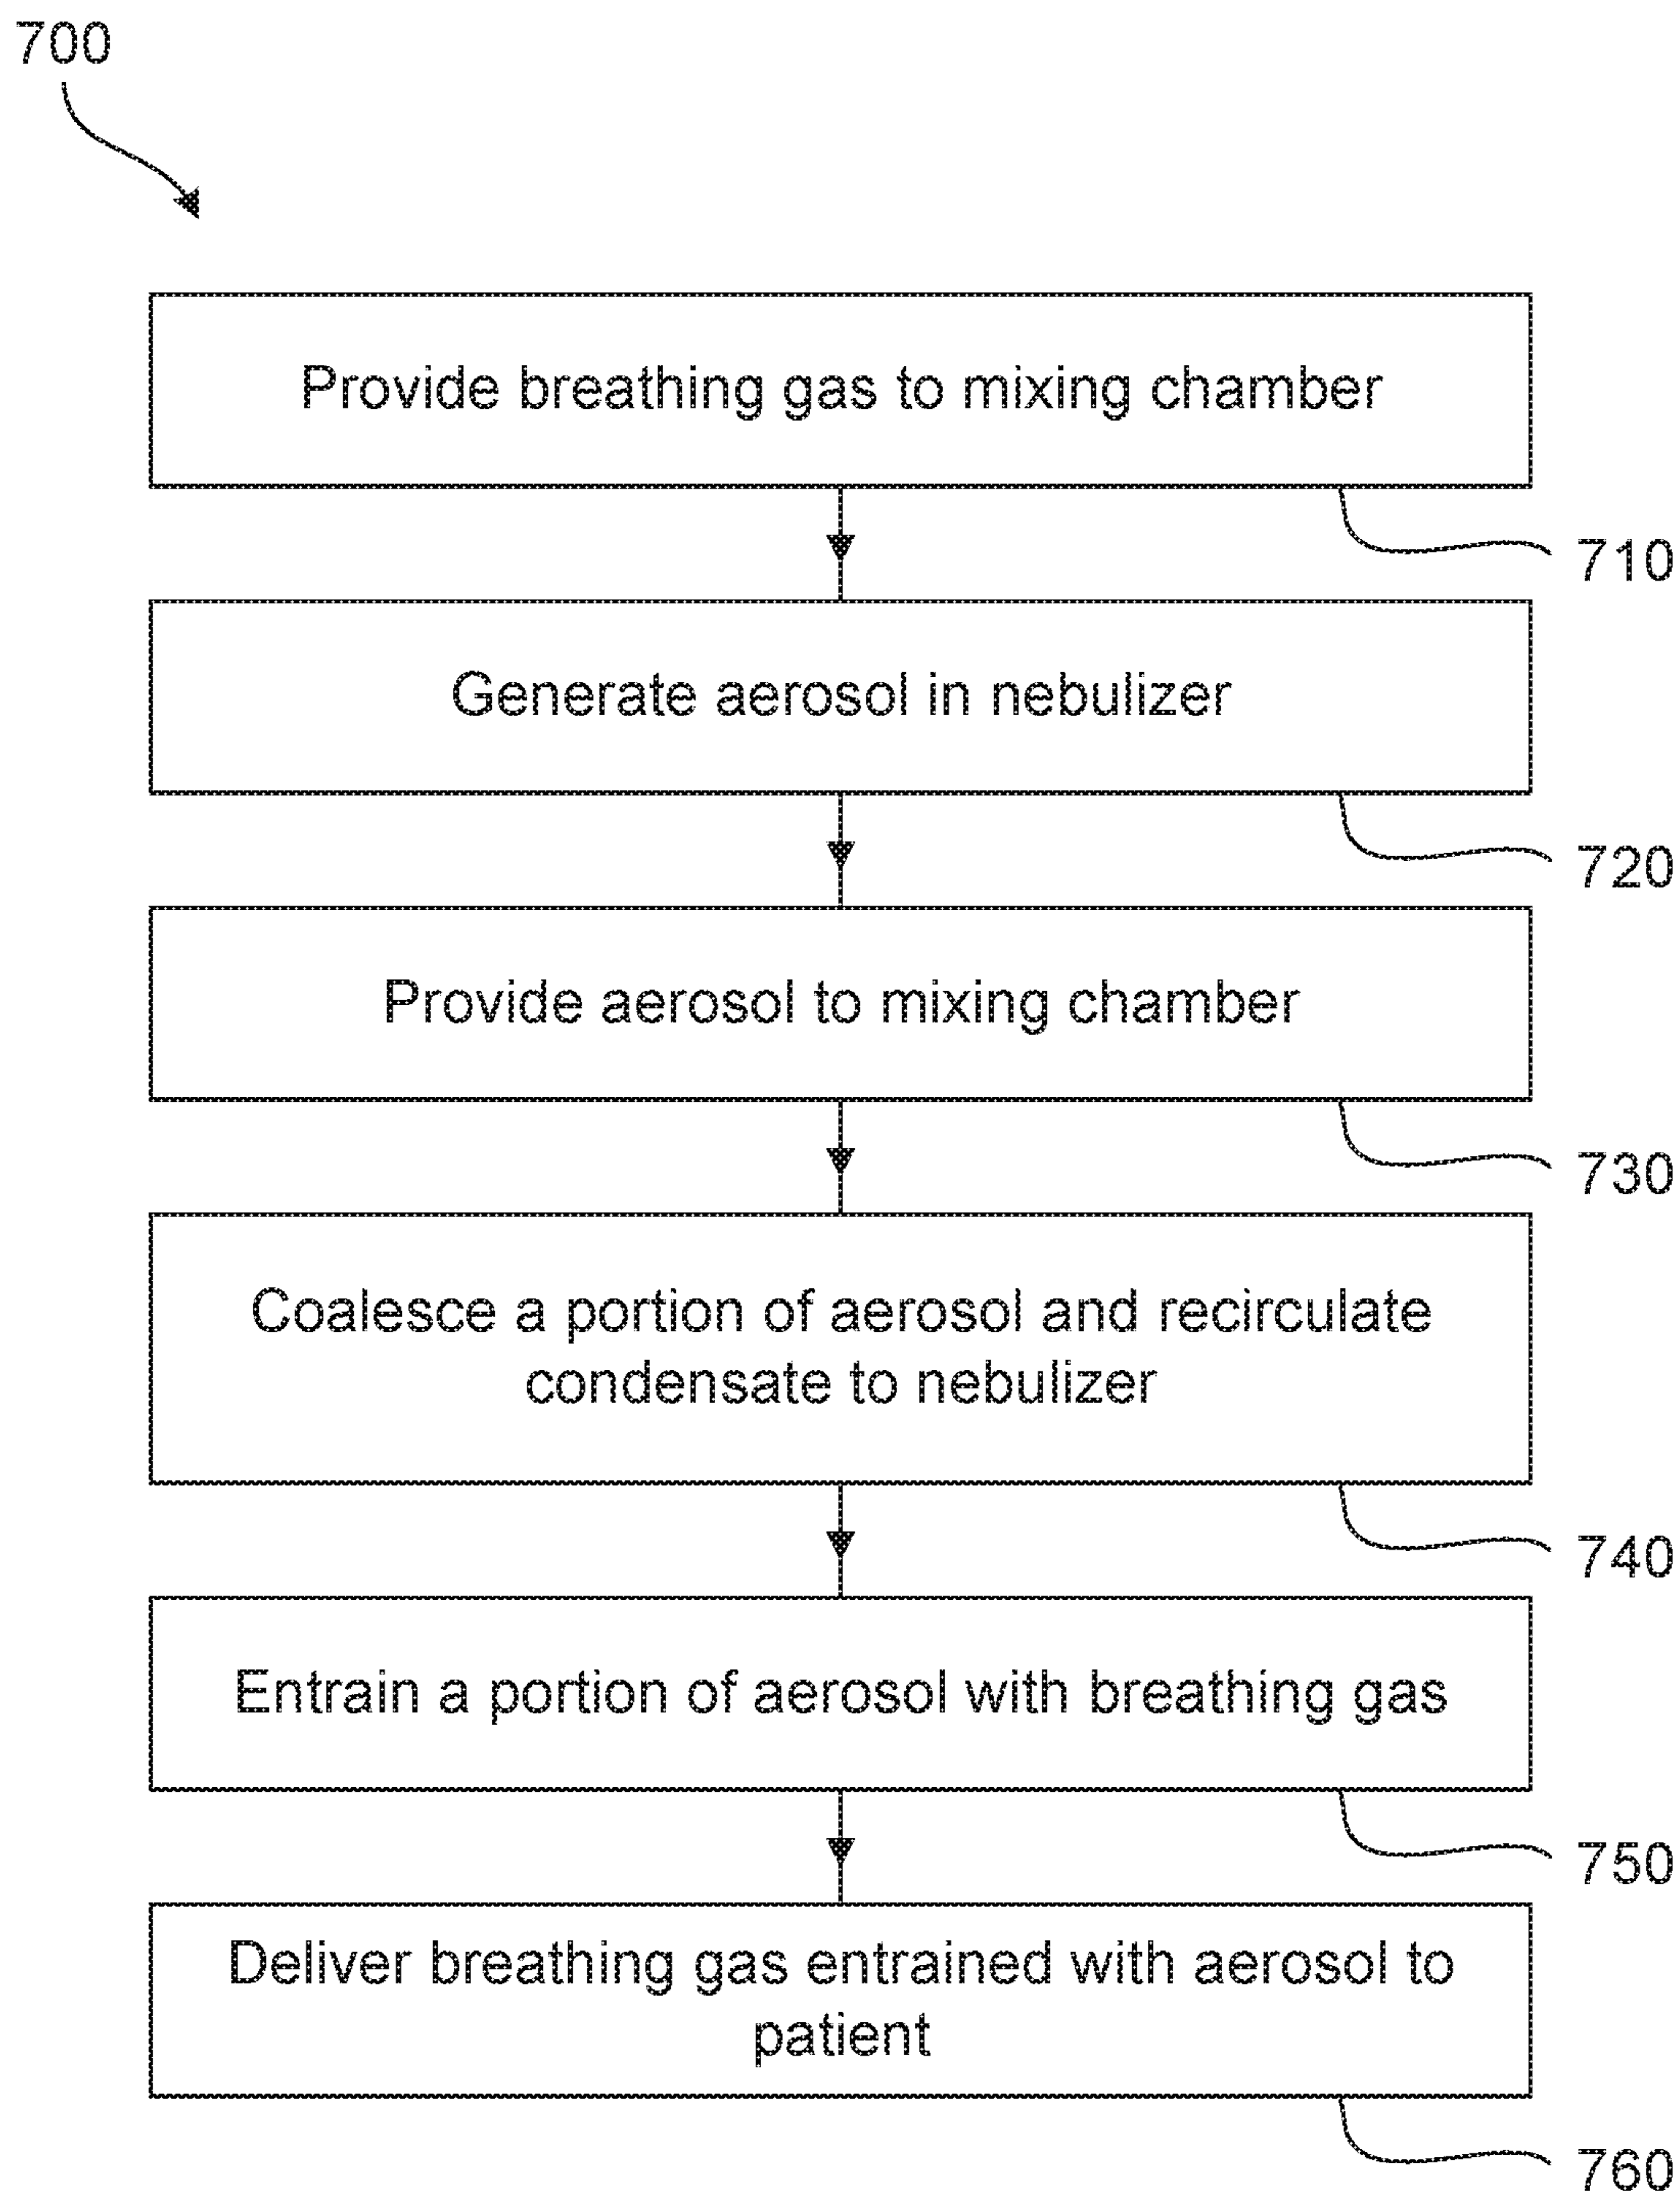 700
Provide breathing gas to mixing chamber
710
Generate aerosol in nebulizer
720
Provide aerosol to mixing chamber
730
Coalesce a portion of aerosol and recirculate
condensate to nebulizer
740
Entrain a portion of aerosol with breathing gas
750
Deliver breathing gas entrained with aerosol to
patient
760